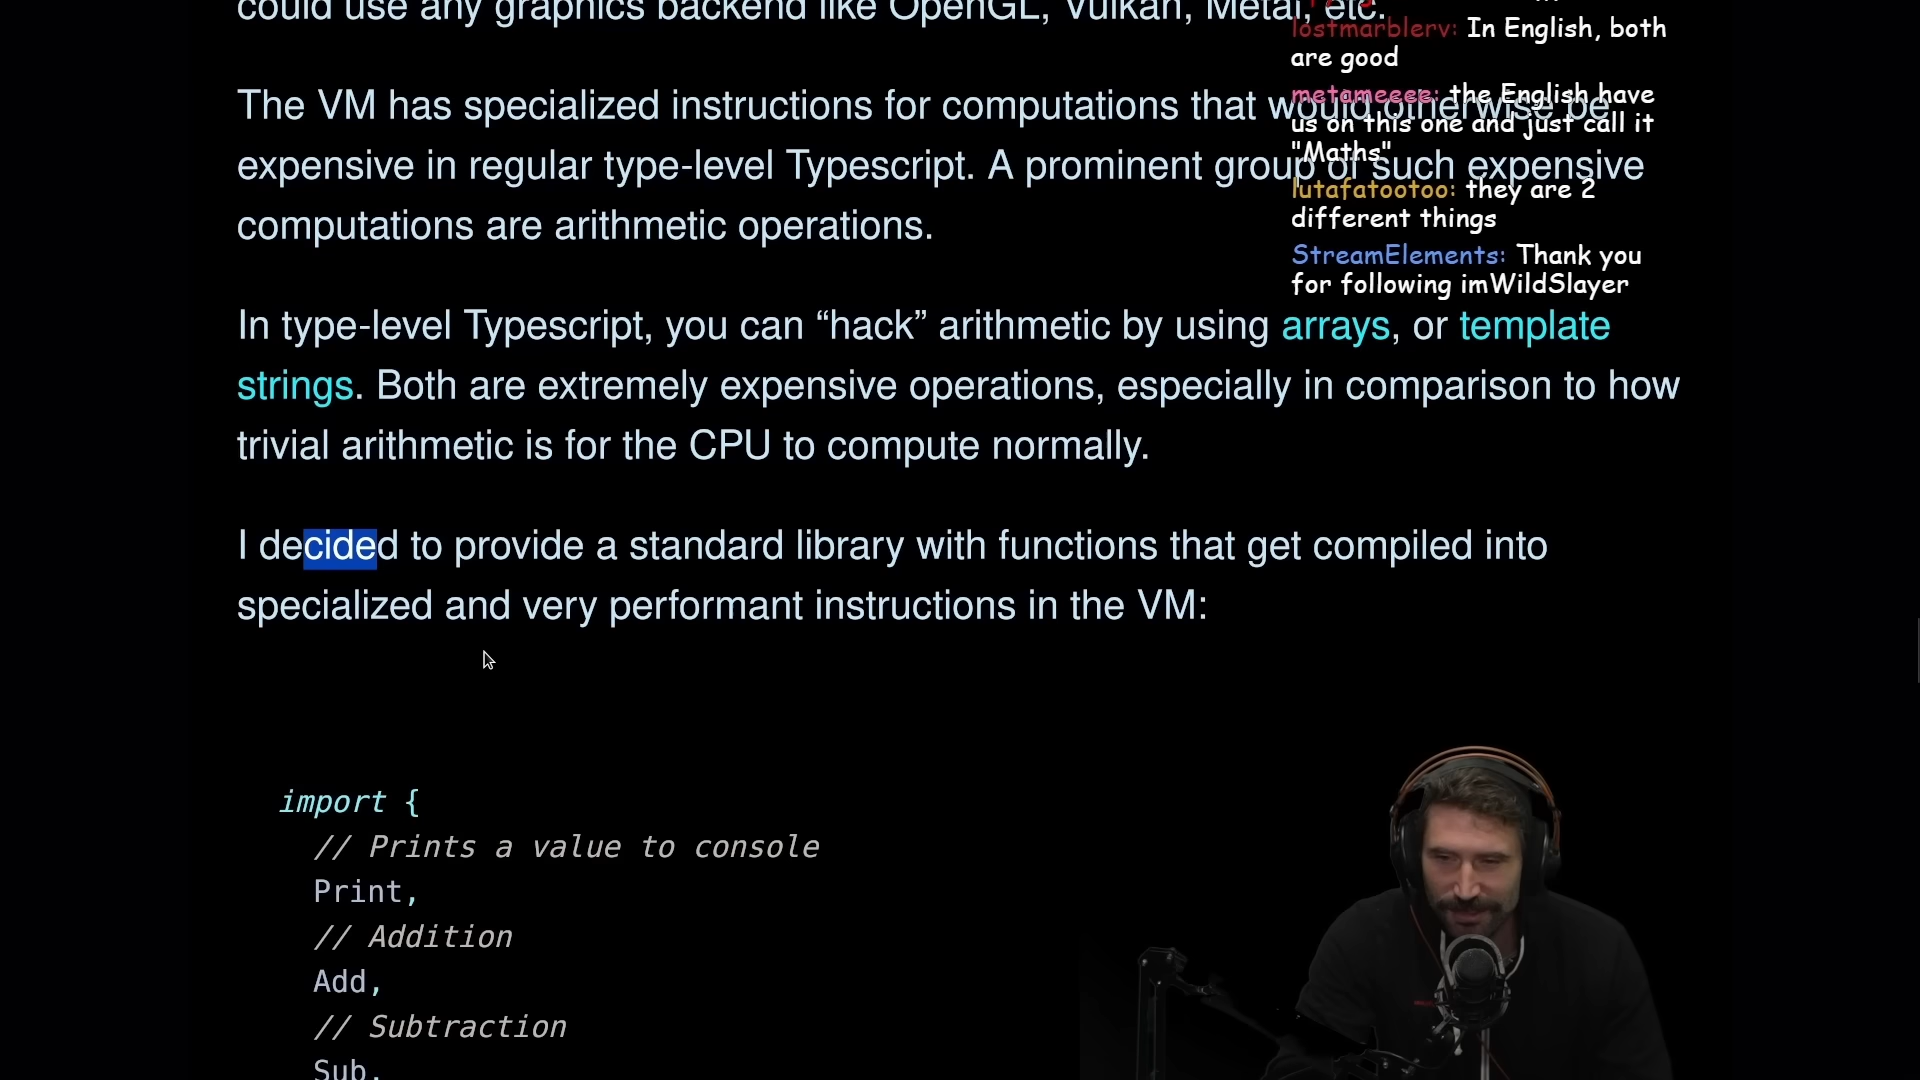 could use any graphics backend like OpenGL, Vulkan, Metal, etc.
The VM has specialized instructions for computations that would otherwise be
expensive in regular type-level Typescript. A prominent group of such expensive
computations are arithmetic operations.
In type-level Typescript, you can “hack” arithmetic by using arrays, or template
strings. Both are extremely expensive operations, especially in comparison to how
trivial arithmetic is for the CPU to compute normally.
I decided to provide a standard library with functions that get compiled into
specialized and very performant instructions in the VM:
import {
// Prints a value to console
Print,
// Addition
Add,
// Subtraction
Sub,
lostmarblerv: In English, both
are good
metameeee: the English have
us on this one and just call it
"Maths"
lutafatootoo: they are 2
different things
StreamElements: Thank you
for following imWildSlayer